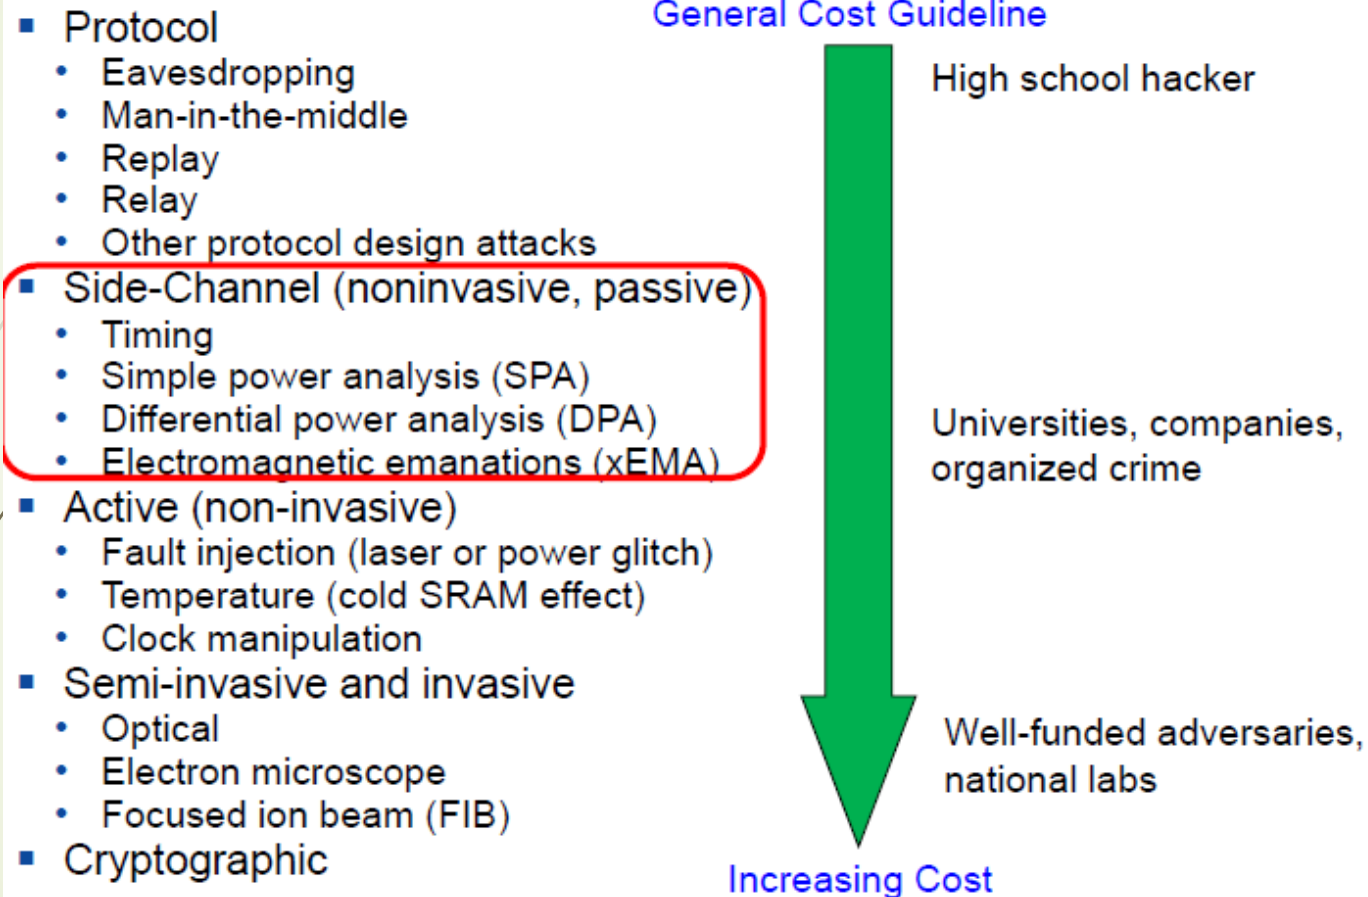 General Cost Guideline
▪ Protocol
• Eavesdropping
• Man-in-the-middle
• Replay
• Relay
• Other protocol design attacks
▪ Side-Channel (noninvasive, passive)
• Timing
• Simple power analysis (SPA)
• Differential power analysis (DPA)
• Electromagnetic emanations (xEMA)
▪ Active (non-invasive)
• Fault injection (laser or power glitch)
• Temperature (cold SRAM effect)
• Clock manipulation
▪ Semi-invasive and invasive
• Optical
• Electron microscope
• Focused ion beam (FIB)
▪ Cryptographic
High school hacker
Universities, companies,
organized crime
Well-funded adversaries,
national labs
Increasing Cost